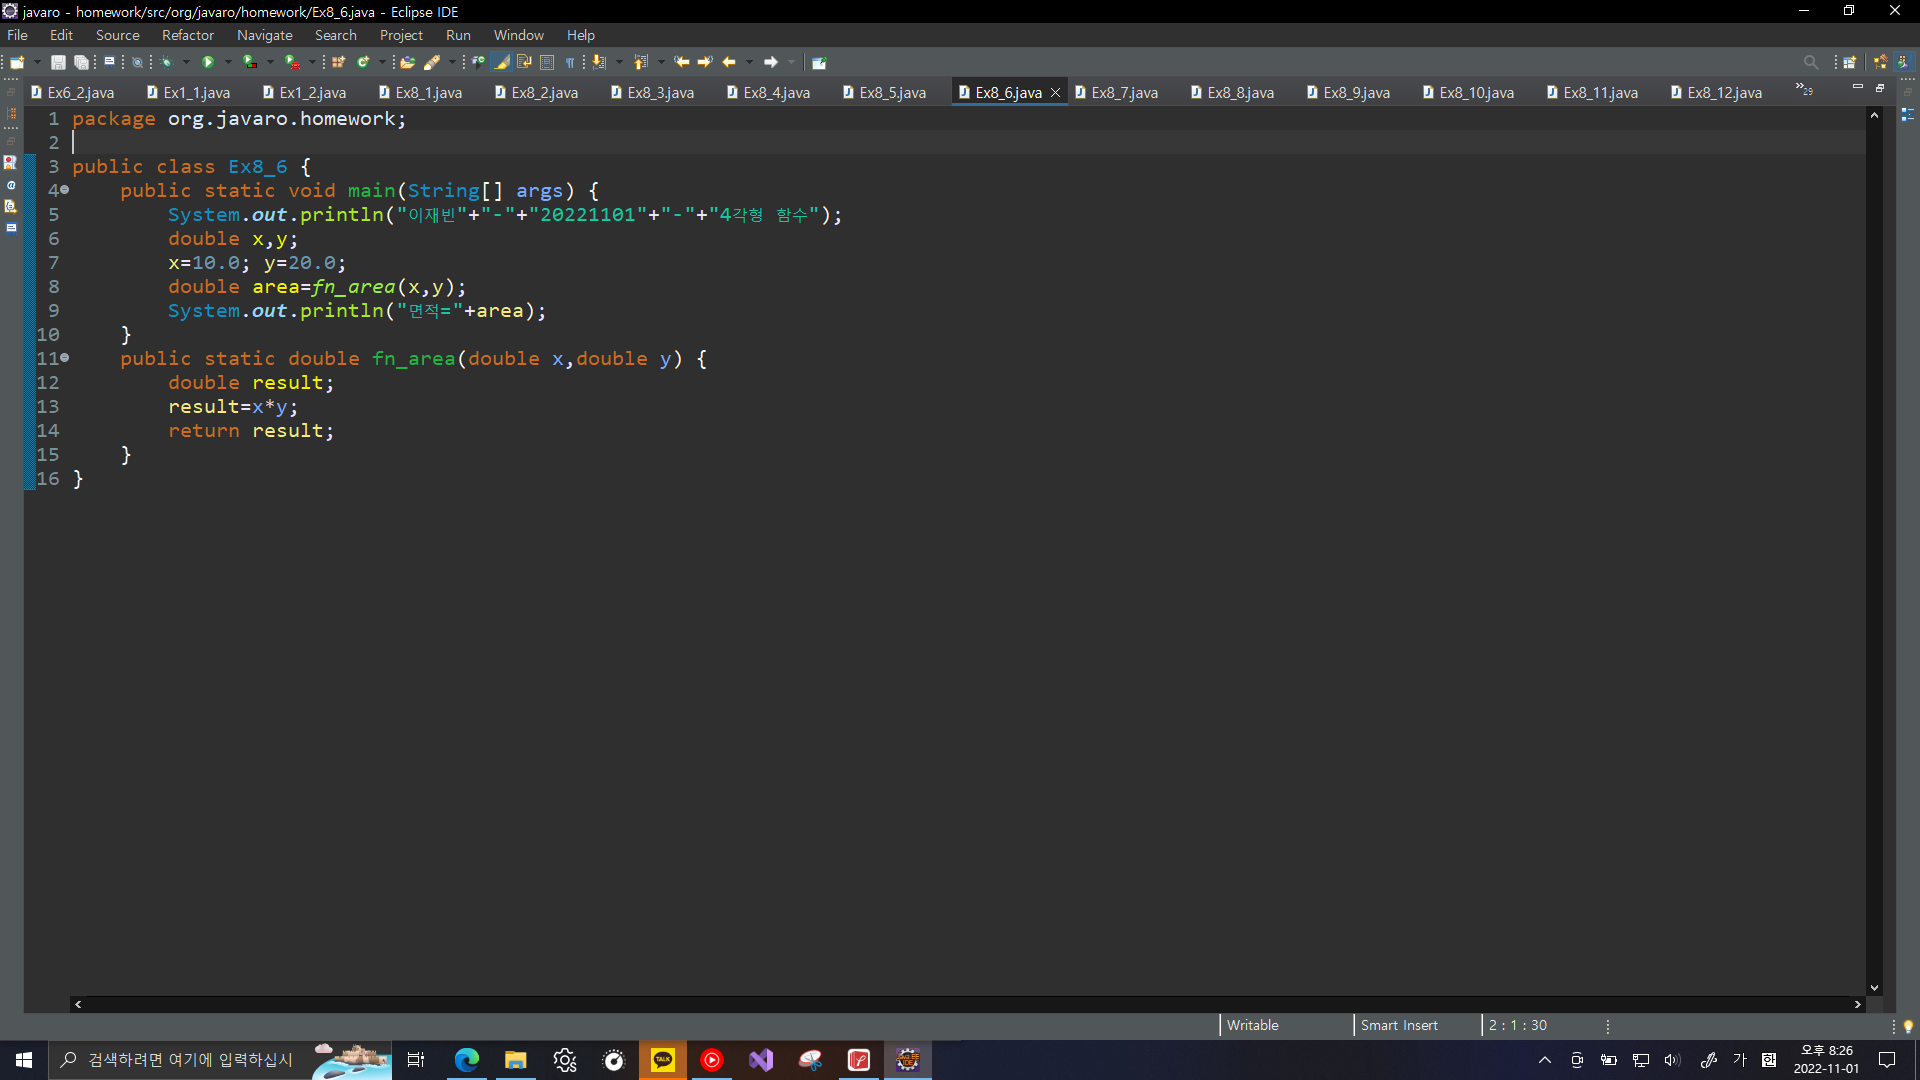 javaro - homework/src/org/javaro/homework/Ex8_6.java - Eclipse IDE
File Edit Source Refactor Navigate Search Project Run Window Help
Ex6_2.java Ex1_1.java Ex1_2.java Ex8_1.java Ex8_2.java Ex8_3.java Ex8_4.java Ex8_5.java Ex8_6.java Ex8_7.java Ex8_8.java Ex8_9.java Ex8_10.java Ex8_11.java Ex8_12.java »29
1 package org.javaro.homework;
2
3 public class Ex8_6 {
4 public static void main(String[] args) {
5 System.out.println("이재빈"+"-"+"20221101"+"-"+"4각형 함수");
6 double x,y;
7 x=10.0; y=20.0;
8 double area=fn_area(x,y);
9 System.out.println("면적="+area);
10 }
11 public static double fn_area(double x,double y) {
12 double result;
13 result=x*y;
14 return result;
15 }
16 }
Writable Smart Insert 2 : 1 : 30
검색하려면 여기에 입력하십시
TALK
가
오후 8:26
2022-11-01